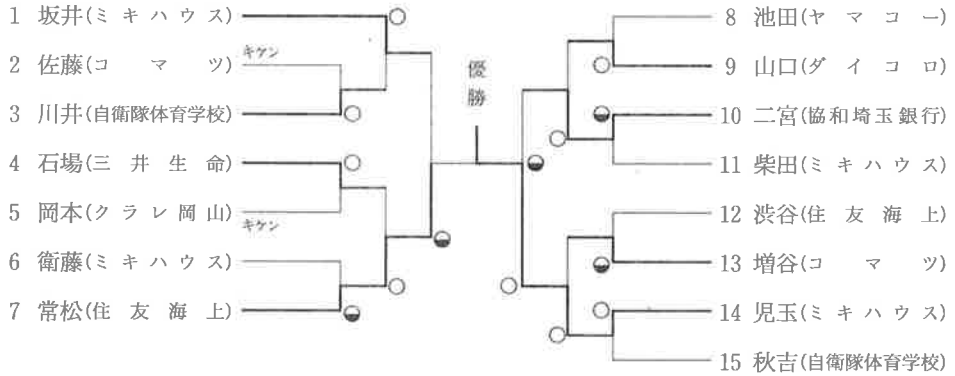 1 坂井(ミキハウス)
2 佐藤(コマツ)
キケン
3 川井(自衛隊体育学校)
4 石場(三井生命)
5 岡本(クラレ岡山)
キケン
6 衛藤(ミキハウス)
7 常松(住友海上)
優勝
8 池田(ヤマコー)
9 山口(ダイコロ)
10 二宮(協和埼玉銀行)
11 柴田(ミキハウス)
12 渋谷(住友海上)
13 増谷(コマツ)
14 児玉(ミキハウス)
15 秋吉(自衛隊体育学校)